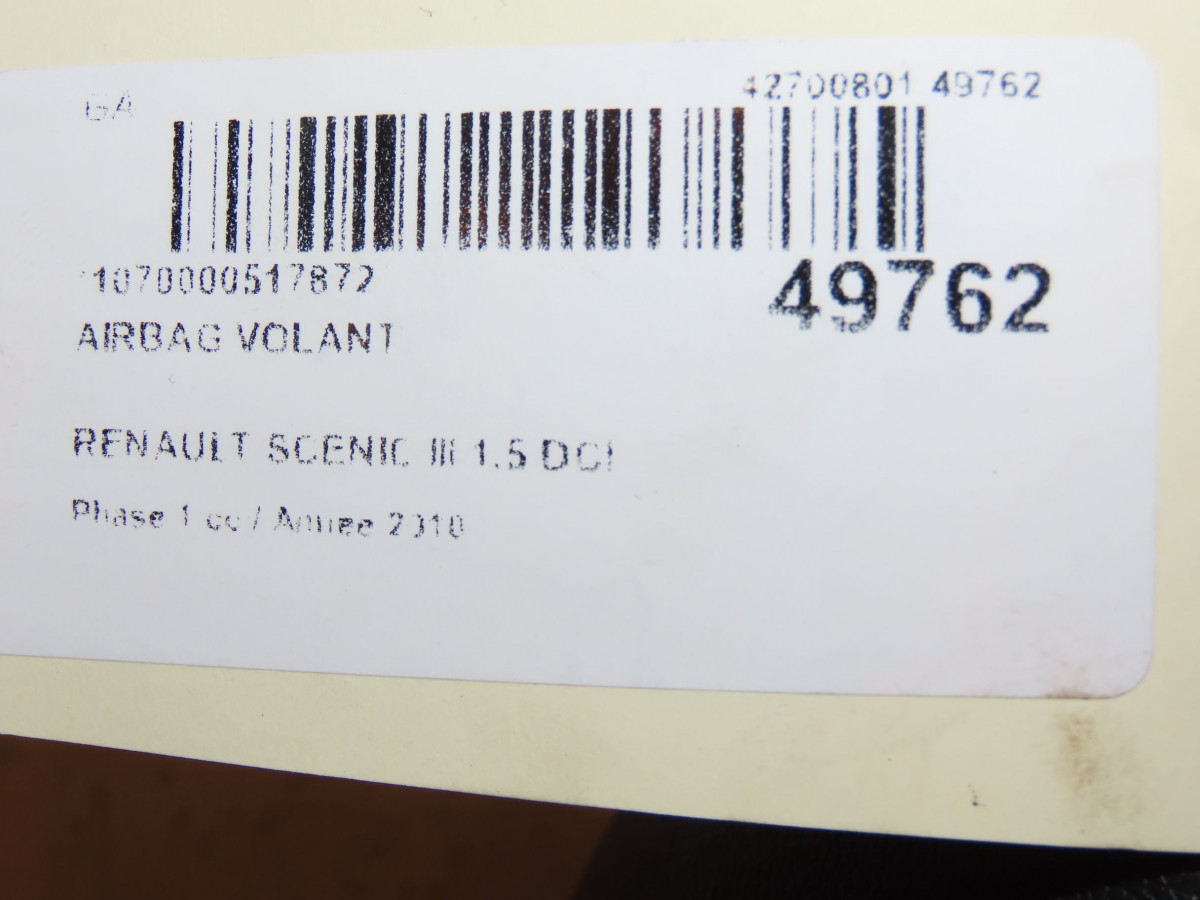 GA
42700801 49762
*1070000517872
49762
AIRBAG VOLANT
RENAULT SCENIC III 1.5 DCI
Phase 1 cc / Annee 2010